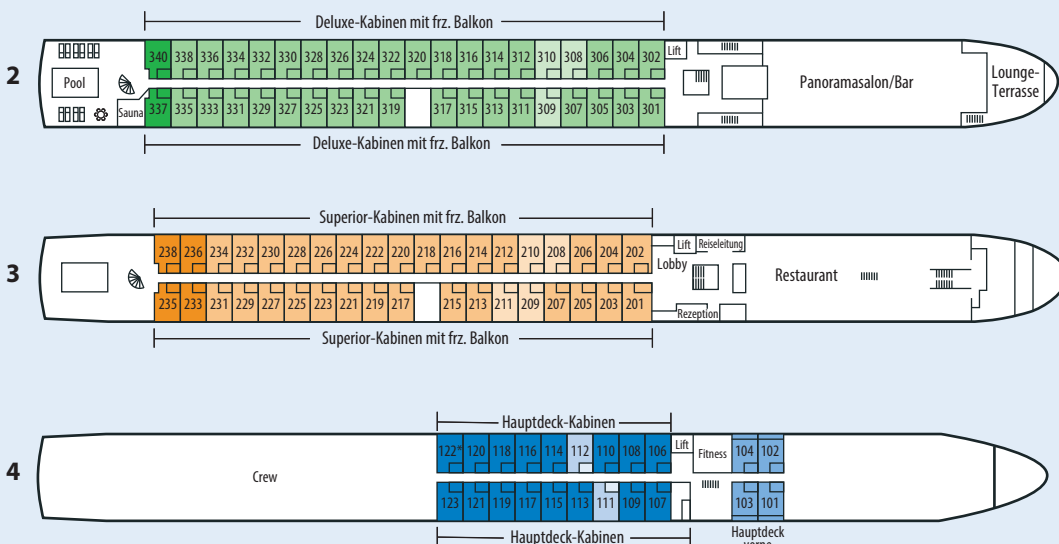 Deluxe-Kabinen mit frz. Balkon
2
Pool
Sauna
340 338 336 334 332 330 328 326 324 322 320 318 316 314 312 310 308 306 304 302
Lift
Panoramasalon/Bar
Lounge-
Terrasse
337 335 333 331 329 327 325 323 321 319 317 315 313 311 309 307 305 303 301
Deluxe-Kabinen mit frz. Balkon
Superior-Kabinen mit frz. Balkon
3
238 236 234 232 230 228 226 224 222 220 218 216 214 212 210 208 206 204 202
Lift
Reiseleitung
Lobby
Restaurant
235 233 231 229 227 225 223 221 219 217 215 213 211 209 207 205 203 201
Rezeption
Superior-Kabinen mit frz. Balkon
Hauptdeck-Kabinen
4
Crew
122* 120 118 116 114 112 110 108 106
Lift
Fitness
104 102
123 121 119 117 115 113 111 109 107
103 101
Hauptdeck-Kabinen
Hauptdeck
vorne